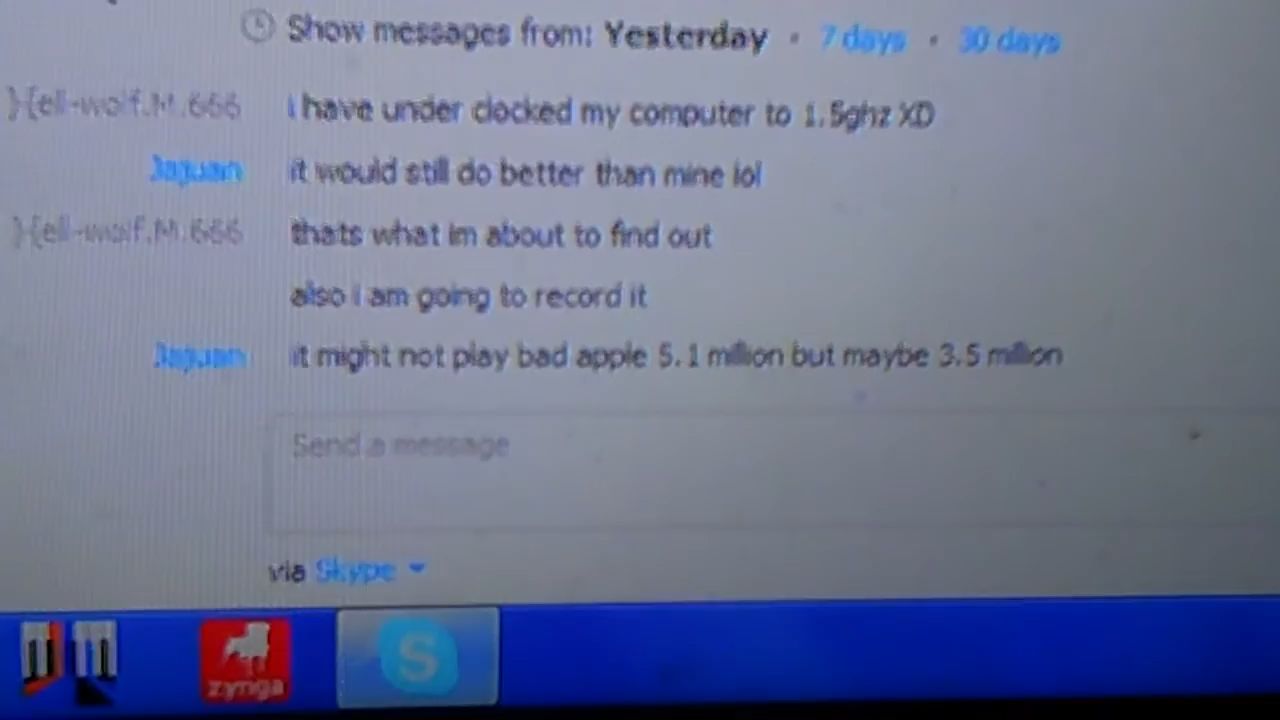 Show messages from: Yesterday • 7 days • 30 days
}{ell-wolf.M.666 i have under clocked my computer to 1.5ghz XD
Jaguan it would still do better than mine lol
}{ell-wolf.M.666 thats what im about to find out
also i am going to record it
Jaguan it might not play bad apple 5.1 million but maybe 3.5 million
Send a message
via Skype
zynga
S